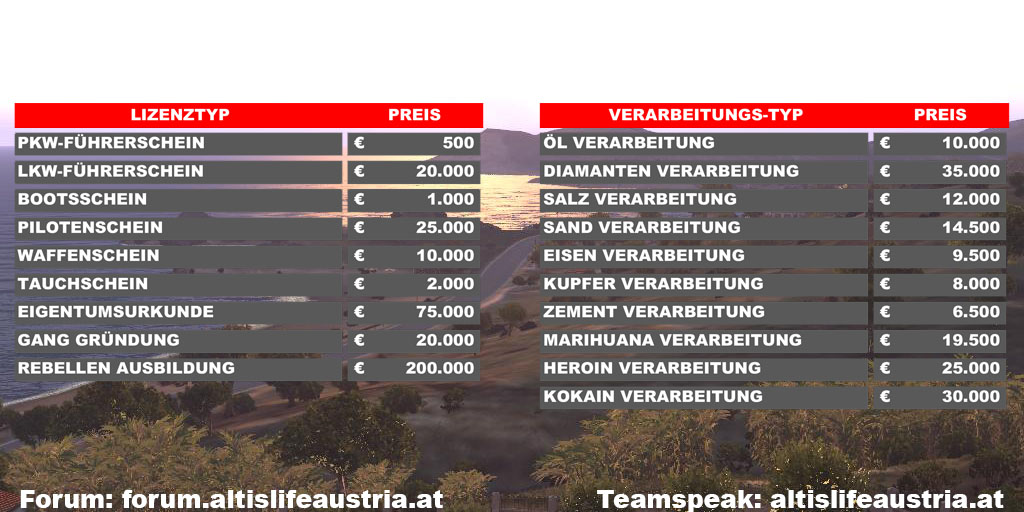 LIZENZTYP PREIS
PKW-FÜHRERSCHEIN € 500
LKW-FÜHRERSCHEIN € 20.000
BOOTSSCHEIN € 1.000
PILOTENSCHEIN € 25.000
WAFFENSCHEIN € 10.000
TAUCHSCHEIN € 2.000
EIGENTUMSURKUNDE € 75.000
GANG GRÜNDUNG € 20.000
REBELLEN AUSBILDUNG € 200.000
VERARBEITUNGS-TYP PREIS
ÖL VERARBEITUNG € 10.000
DIAMANTEN VERARBEITUNG € 35.000
SALZ VERARBEITUNG € 12.000
SAND VERARBEITUNG € 14.500
EISEN VERARBEITUNG € 9.500
KUPFER VERARBEITUNG € 8.000
ZEMENT VERARBEITUNG € 6.500
MARIHUANA VERARBEITUNG € 19.500
HEROIN VERARBEITUNG € 25.000
KOKAIN VERARBEITUNG € 30.000
Forum: forum.altislifeaustria.at
Teamspeak: altislifeaustria.at